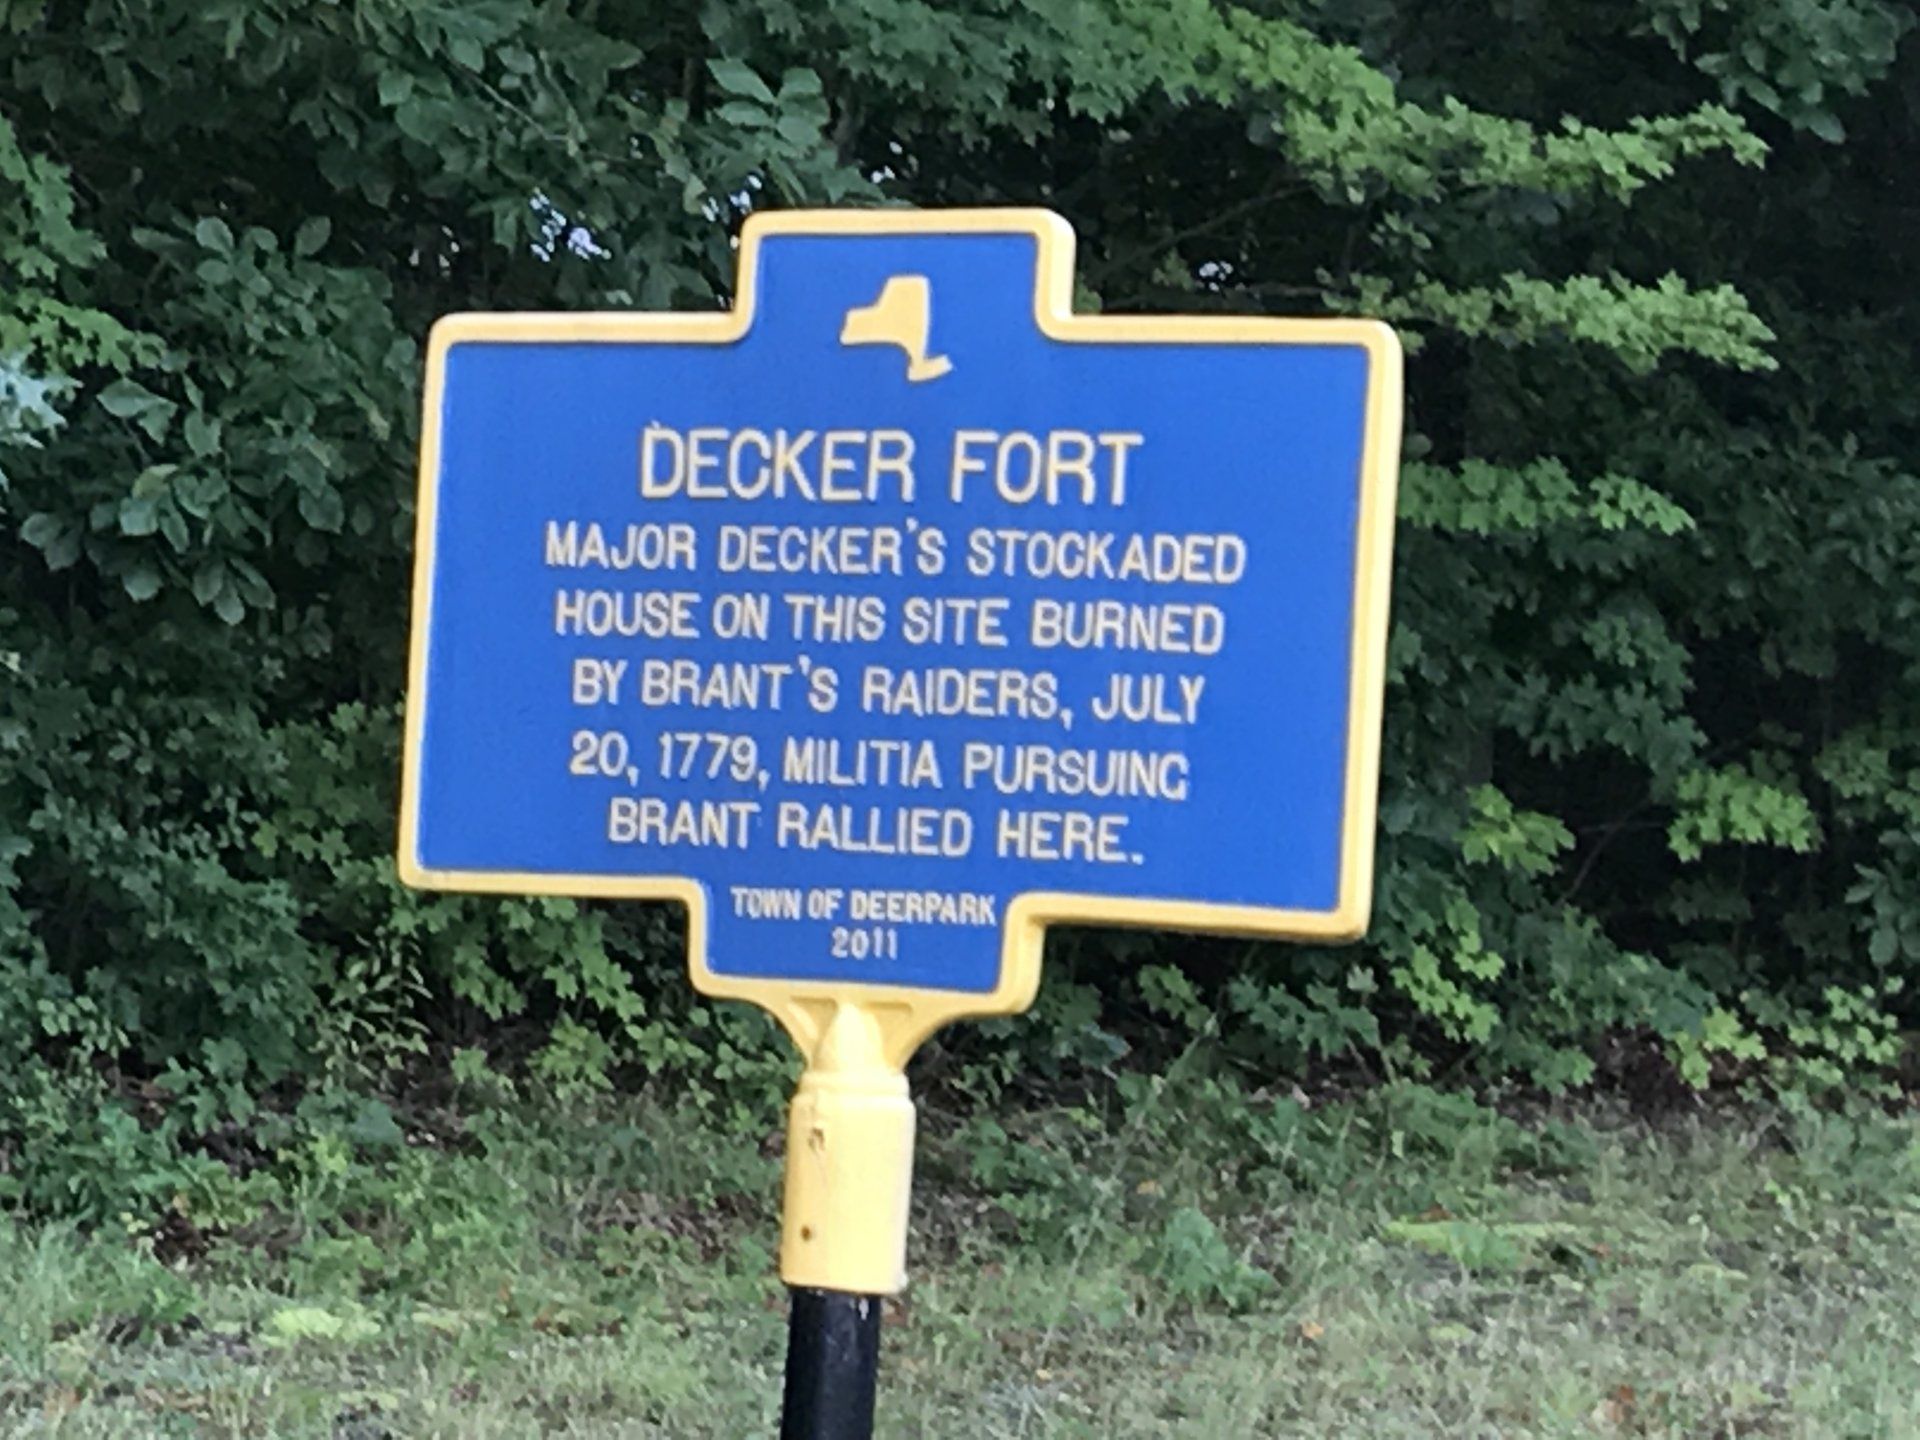 DECKER FORT
MAJOR DECKER'S STOCKADED
HOUSE ON THIS SITE BURNED
BY BRANT'S RAIDERS, JULY
20, 1779, MILITIA PURSUING
BRANT RALLIED HERE.
TOWN OF DEERPARK
2011